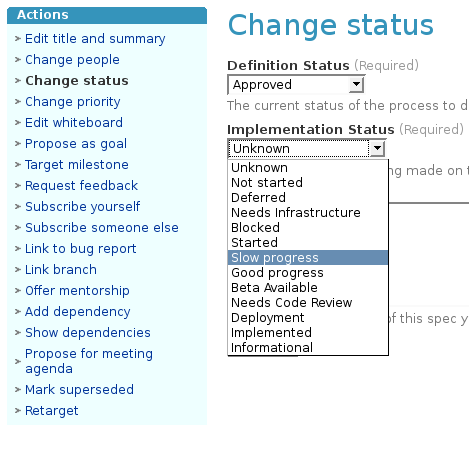 Actions
Edit title and summary
Change people
Change status
Change priority
Edit whiteboard
Propose as goal
Target milestone
Request feedback
Subscribe yourself
Subscribe someone else
Link to bug report
Link branch
Offer mentorship
Add dependency
Show dependencies
Propose for meeting
agenda
Mark superseded
Retarget
Change status
Definition Status (Required)
Approved
The current status of the process to d
Implementation Status (Required)
Unknown
ng made on t
Unknown
Not started
Deferred
Needs Infrastructure
Blocked
Started
Slow progress
Good progress
Beta Available
Needs Code Review
Deployment
of this spec y
Implemented
Informational